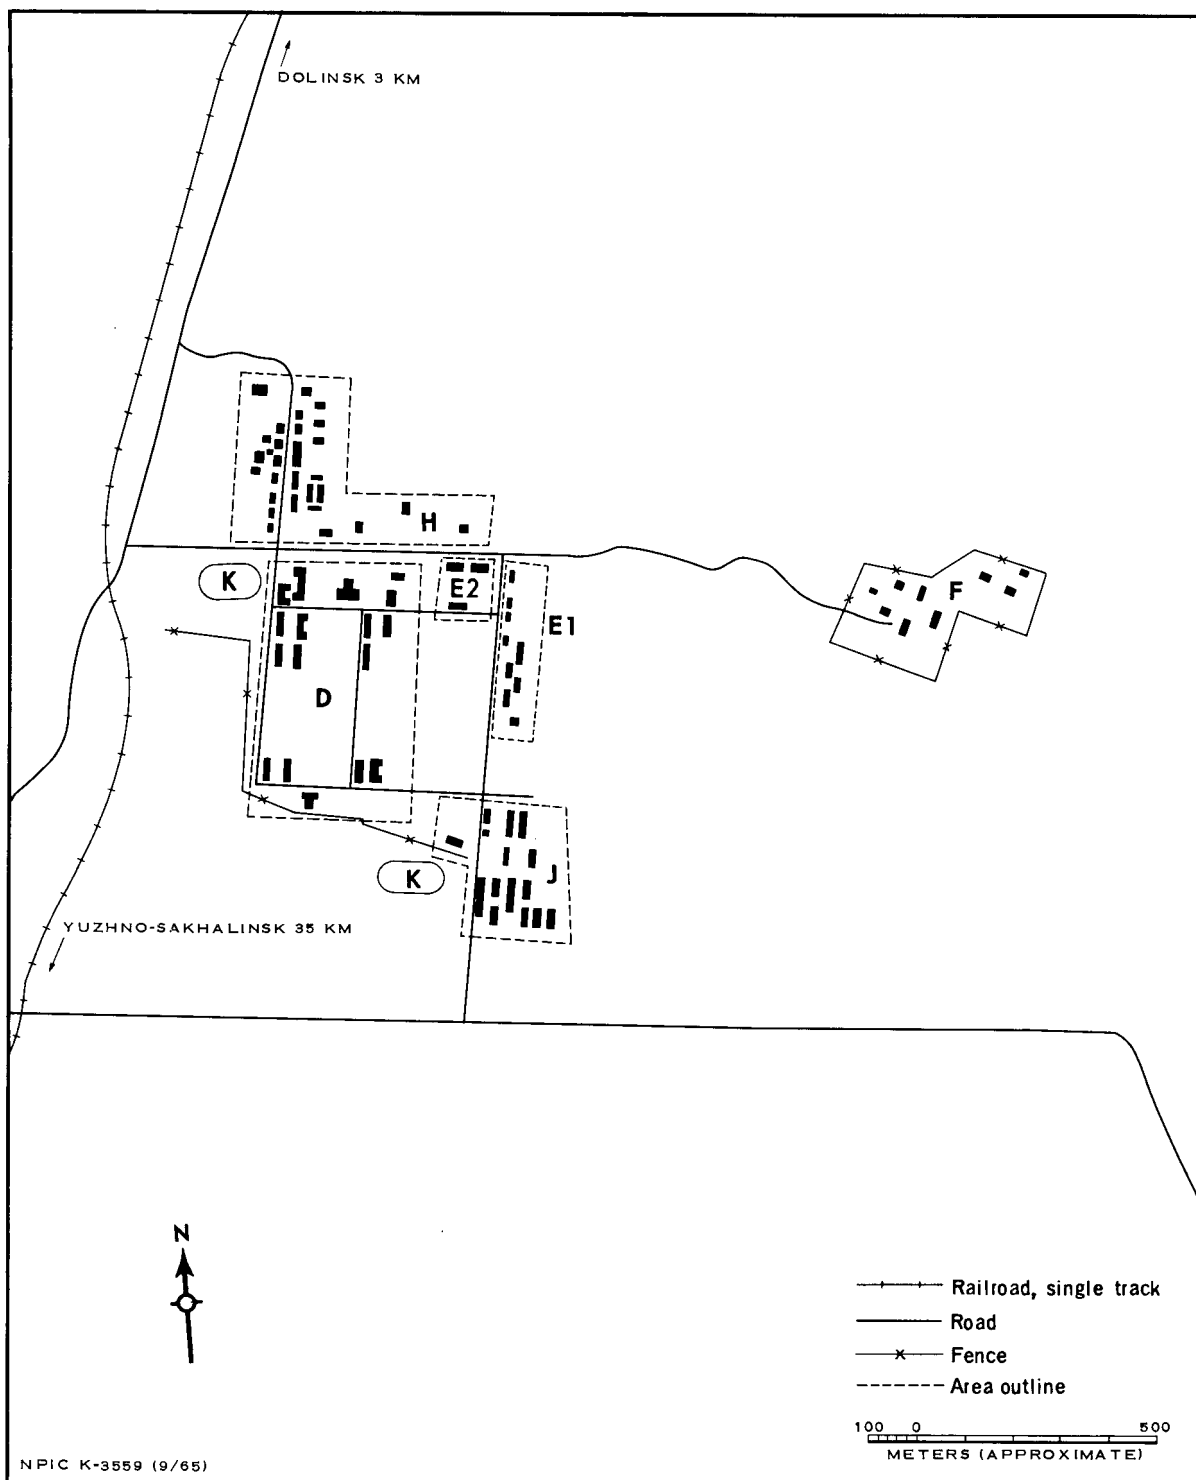 DOLINSK 3 KM
H
K
E2
E1
F
D
J
K
YUZHNO-SAKHALINSK 35 KM
N
Railroad, single track
Road
Fence
Area outline
100 0 500
METERS (APPROXIMATE)
NPIC K-3559 (9/65)